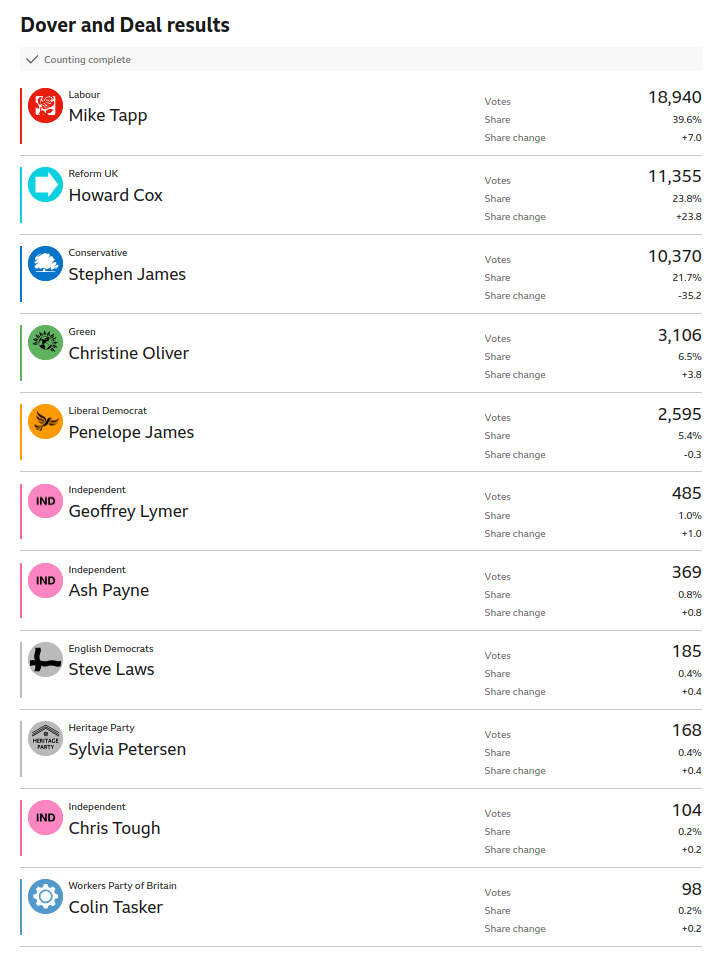 Dover and Deal results
Counting complete
Labour
Mike Tapp
Votes 18,940
Share 39.6%
Share change +7.0
Reform UK
Howard Cox
Votes 11,355
Share 23.8%
Share change +23.8
Conservative
Stephen James
Votes 10,370
Share 21.7%
Share change -35.2
Green
Christine Oliver
Votes 3,106
Share 6.5%
Share change +3.8
Liberal Democrat
Penelope James
Votes 2,595
Share 5.4%
Share change -0.3
IND
Independent
Geoffrey Lymer
Votes 485
Share 1.0%
Share change +1.0
IND
Independent
Ash Payne
Votes 369
Share 0.8%
Share change +0.8
English Democrats
Steve Laws
Votes 185
Share 0.4%
Share change +0.4
HERITAGE
PARTY
Heritage Party
Sylvia Petersen
Votes 168
Share 0.4%
Share change +0.4
IND
Independent
Chris Tough
Votes 104
Share 0.2%
Share change +0.2
Workers Party of Britain
Colin Tasker
Votes 98
Share 0.2%
Share change +0.2